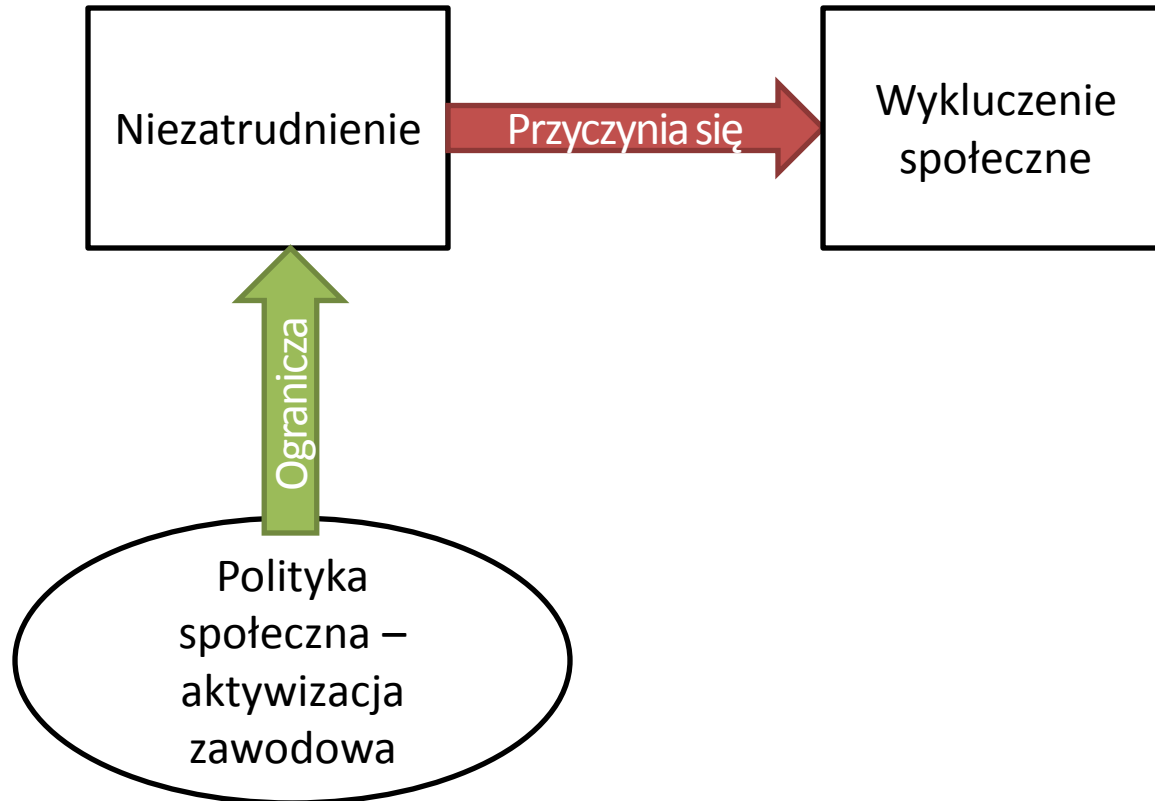 Niezatrudnienie
Przyczynia się
Wykluczenie
społeczne
Ogranicza
Polityka
społeczna –
aktywizacja
zawodowa